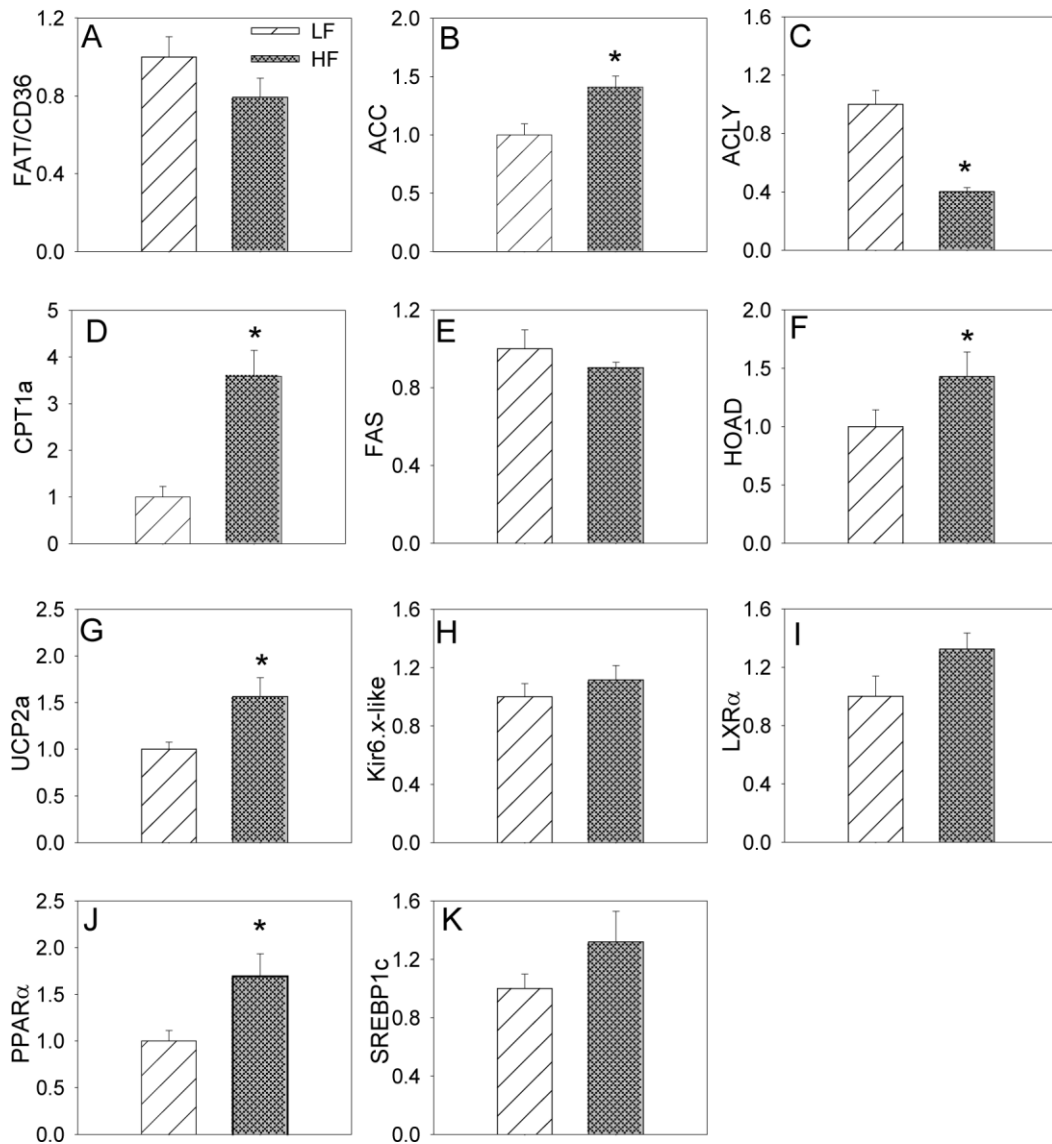 A
LF
HF
FAT/CD36
1.2
0.8
0.4
0.0
B
*
ACC
2.0
1.5
1.0
0.5
0.0
C
*
ACLY
1.6
1.2
0.8
0.4
0.0
D
*
CPT1a
5
4
3
2
1
0
E
FAS
1.2
0.8
0.4
0.0
F
*
HOAD
2.0
1.5
1.0
0.5
0.0
G
*
UCP2a
2.5
2.0
1.5
1.0
0.5
0.0
H
Kir6.x-like
1.6
1.2
0.8
0.4
0.0
I
LXRα
1.6
1.2
0.8
0.4
0.0
J
*
PPARα
2.5
2.0
1.5
1.0
0.5
0.0
K
SREBP1c
1.6
1.2
0.8
0.4
0.0